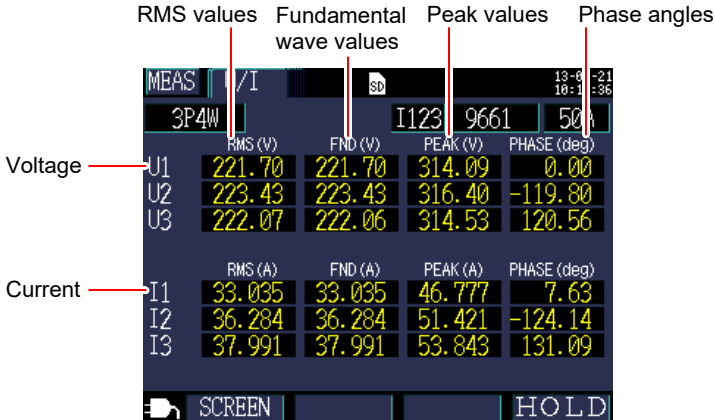 RMS values Fundamental wave values Peak values Phase angles
MEAS U/I SD
3P4W I123 9661 50A
RMS(V) FND(V) PEAK(V) PHASE(deg)
Voltage U1 221.70 221.70 314.09 0.00
U2 223.43 223.43 316.40 -119.80
U3 222.07 222.06 314.53 120.56
RMS(A) FND(A) PEAK(A) PHASE(deg)
Current I1 33.035 33.035 46.777 7.63
I2 36.284 36.284 51.421 -124.14
I3 37.991 37.991 53.843 131.09
SCREEN HOLD